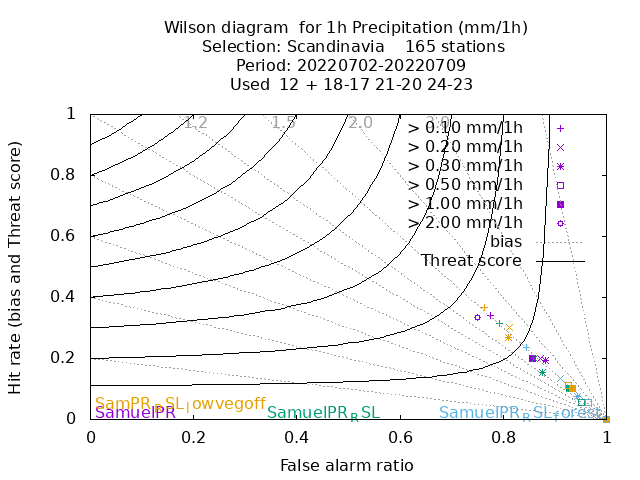 Wilson diagram for 1h Precipitation (mm/1h)
Selection: Scandinavia 165 stations
Period: 20220702-20220709
Used 12 + 18-17 21-20 24-23
1.2 1.5 2.0 3.0
> 0.10 mm/1h
> 0.20 mm/1h
> 0.30 mm/1h
> 0.50 mm/1h
> 1.00 mm/1h
> 2.00 mm/1h
bias
Threat score
Hit rate (bias and Threat score)
1
0.8
0.6
0.4
0.2
0
SamPR_RSL_lowvegoff
SamuelPR SamuelPR_RSL SamuelPR_RSL_forest
0 0.2 0.4 0.6 0.8 1
False alarm ratio